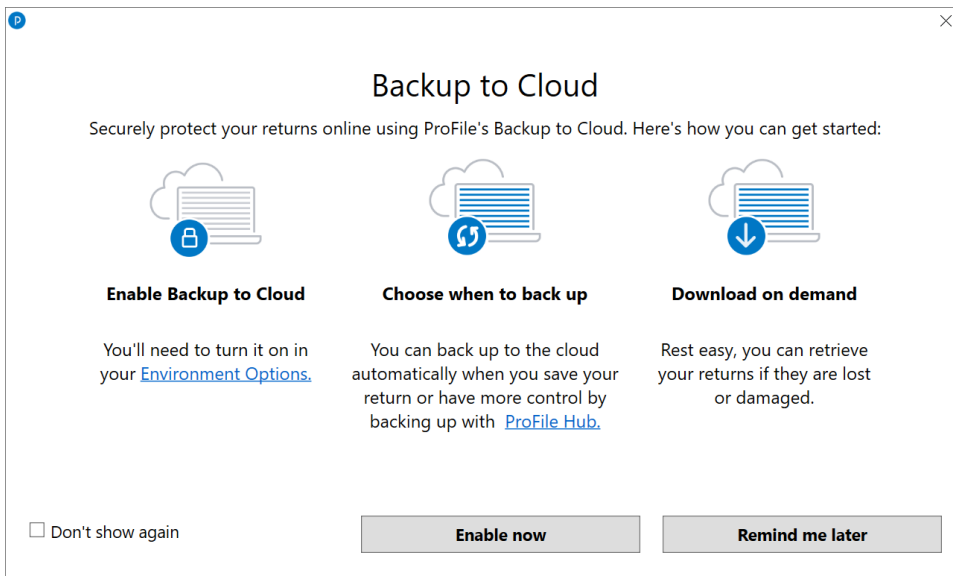 P
Backup to Cloud
Securely protect your returns online using ProFile's Backup to Cloud. Here's how you can get started:
Enable Backup to Cloud
You'll need to turn it on in
your Environment Options.
Choose when to back up
You can back up to the cloud
automatically when you save your
return or have more control by
backing up with ProFile Hub.
Download on demand
Rest easy, you can retrieve
your returns if they are lost
or damaged.
Don't show again
Enable now
Remind me later